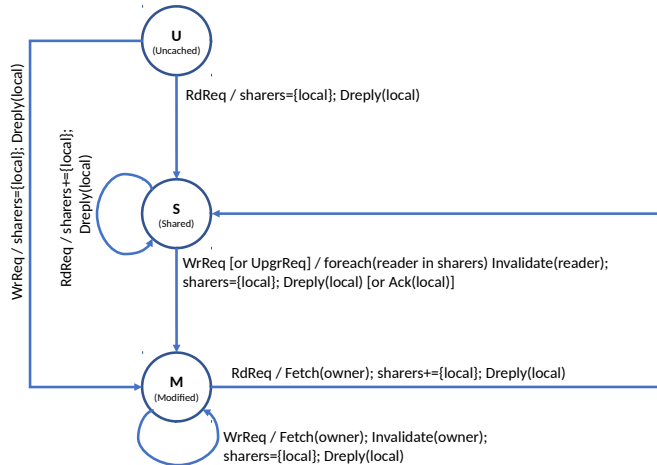 U
(Uncached)
RdReq / sharers={local}; Dreply(local)
WrReq / sharers={local}; Dreply(local)
RdReq / sharers+={local};
Dreply(local)
S
(Shared)
WrReq [or UpgrReq] / foreach(reader in sharers) Invalidate(reader);
sharers={local}; Dreply(local) [or Ack(local)]
M
(Modified)
RdReq / Fetch(owner); sharers+={local}; Dreply(local)
WrReq / Fetch(owner); Invalidate(owner);
sharers={local}; Dreply(local)